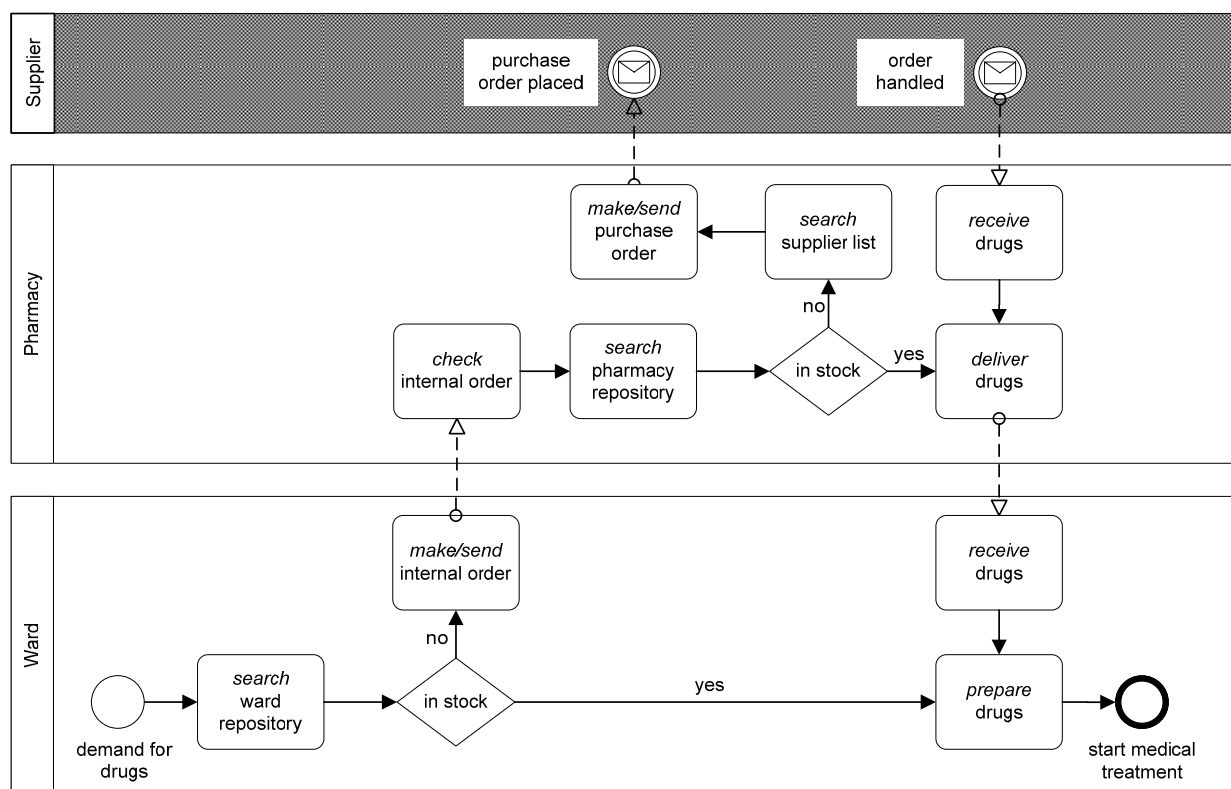 Supplier
purchase
order placed
order
handled
Pharmacy
make/send
purchase
order
search
supplier list
receive
drugs
no
check
internal order
search
pharmacy
repository
in stock
yes
deliver
drugs
Ward
make/send
internal order
receive
drugs
no
search
ward
repository
in stock
yes
prepare
drugs
demand for
drugs
start medical
treatment